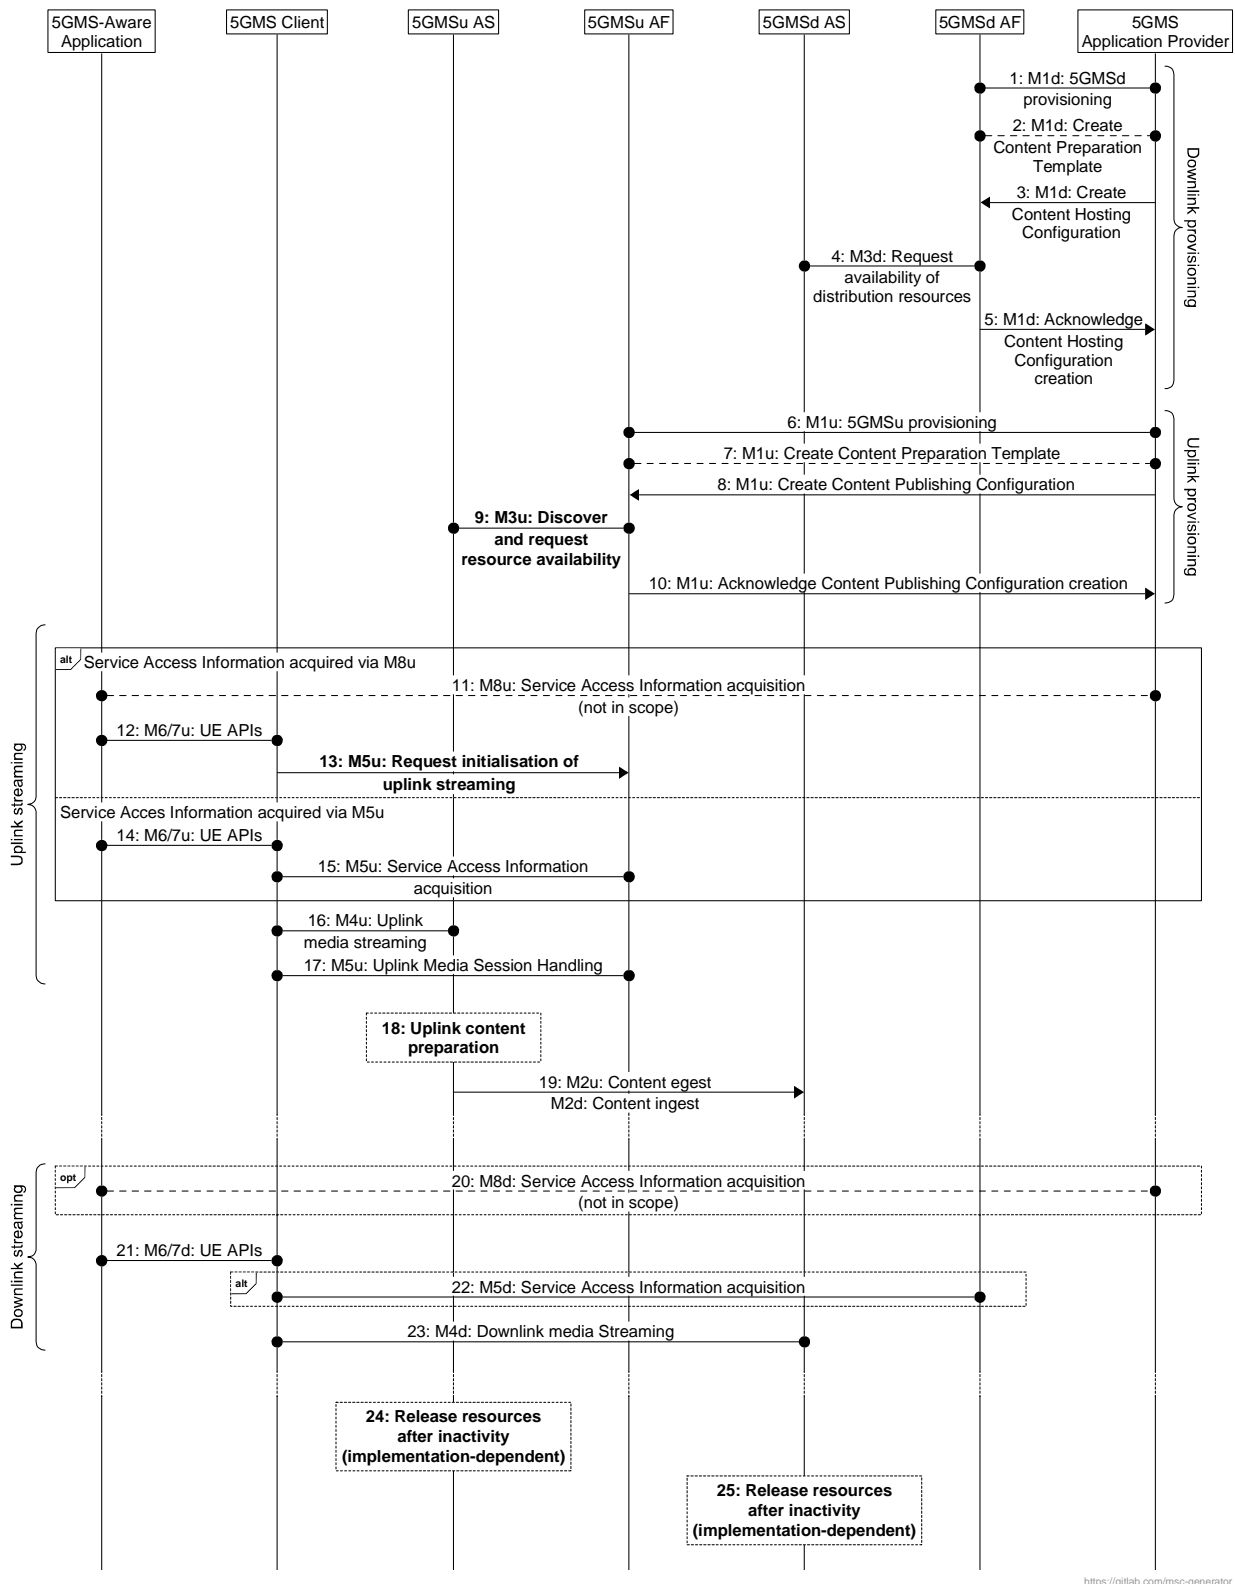 5GMS-Aware
Application
5GMS Client
5GMSu AS
5GMSu AF
5GMSd AS
5GMSd AF
5GMS
Application Provider
1: M1d: 5GMSd
provisioning
2: M1d: Create
Content Preparation
Template
3: M1d: Create
Content Hosting
Configuration
4: M3d: Request
availability of
distribution resources
5: M1d: Acknowledge
Content Hosting
Configuration
creation
Downlink provisioning
6: M1u: 5GMSu provisioning
7: M1u: Create Content Preparation Template
8: M1u: Create Content Publishing Configuration
9: M3u: Discover
and request
resource availability
10: M1u: Acknowledge Content Publishing Configuration creation
Uplink provisioning
Uplink streaming
alt
Service Access Information acquired via M8u
11: M8u: Service Access Information acquisition
(not in scope)
12: M6/7u: UE APIs
13: M5u: Request initialisation of
uplink streaming
Service Acces Information acquired via M5u
14: M6/7u: UE APIs
15: M5u: Service Access Information
acquisition
16: M4u: Uplink
media streaming
17: M5u: Uplink Media Session Handling
18: Uplink content
preparation
19: M2u: Content egest
M2d: Content ingest
Downlink streaming
opt
20: M8d: Service Access Information acquisition
(not in scope)
21: M6/7d: UE APIs
alt
22: M5d: Service Access Information acquisition
23: M4d: Downlink media Streaming
24: Release resources
after inactivity
(implementation-dependent)
25: Release resources
after inactivity
(implementation-dependent)
https://gitlab.com/msc-generator